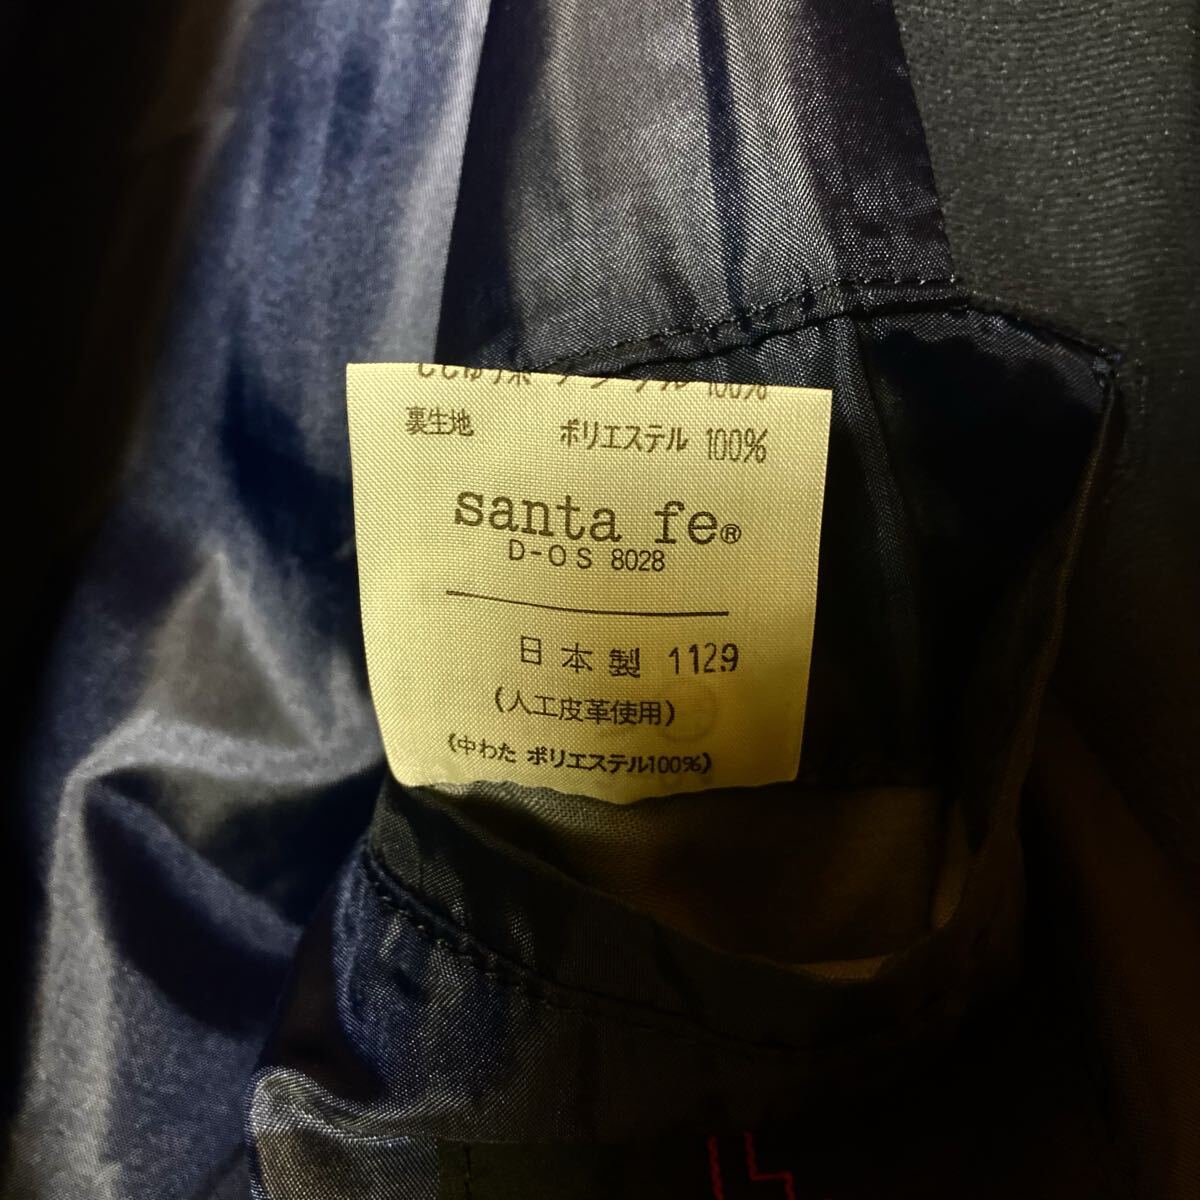 100%
裏生地 ポリエステル 100%
santa fe®
D-OS 8028
日本製 1129
(人工皮革使用)
(中わた ポリエステル100%)